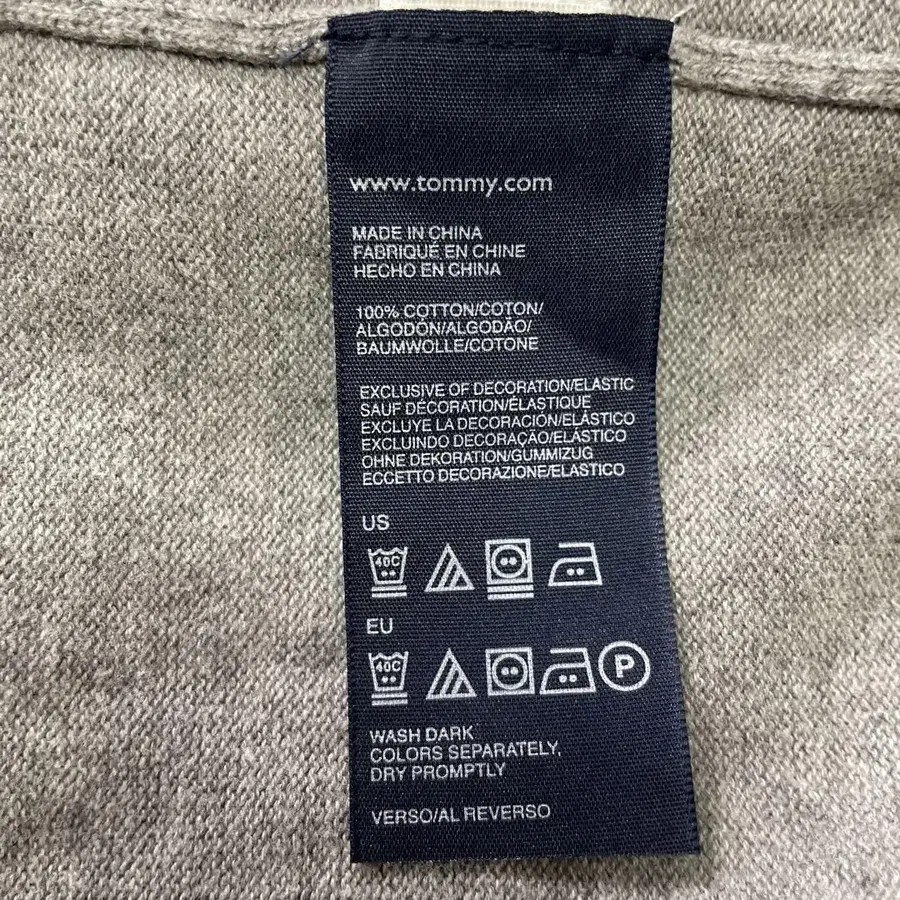 www.tommy.com
MADE IN CHINA
FABRIQUÉ EN CHINE
HECHO EN CHINA
100% COTTON/COTON/
ALGODÓN/ALGODÃO/
BAUMWOLLE/COTONE
EXCLUSIVE OF DECORATION/ELASTIC
SAUF DÉCORATION/ÉLASTIQUE
EXCLUYE LA DECORACIÓN/ELÁSTICO
EXCLUINDO DECORAÇÃO/ELÁSTICO
OHNE DEKORATION/GUMMIZUG
ECCETTO DECORAZIONE/ELASTICO
US
40C
EU
40C P
WASH DARK
COLORS SEPARATELY,
DRY PROMPTLY
VERSO/AL REVERSO